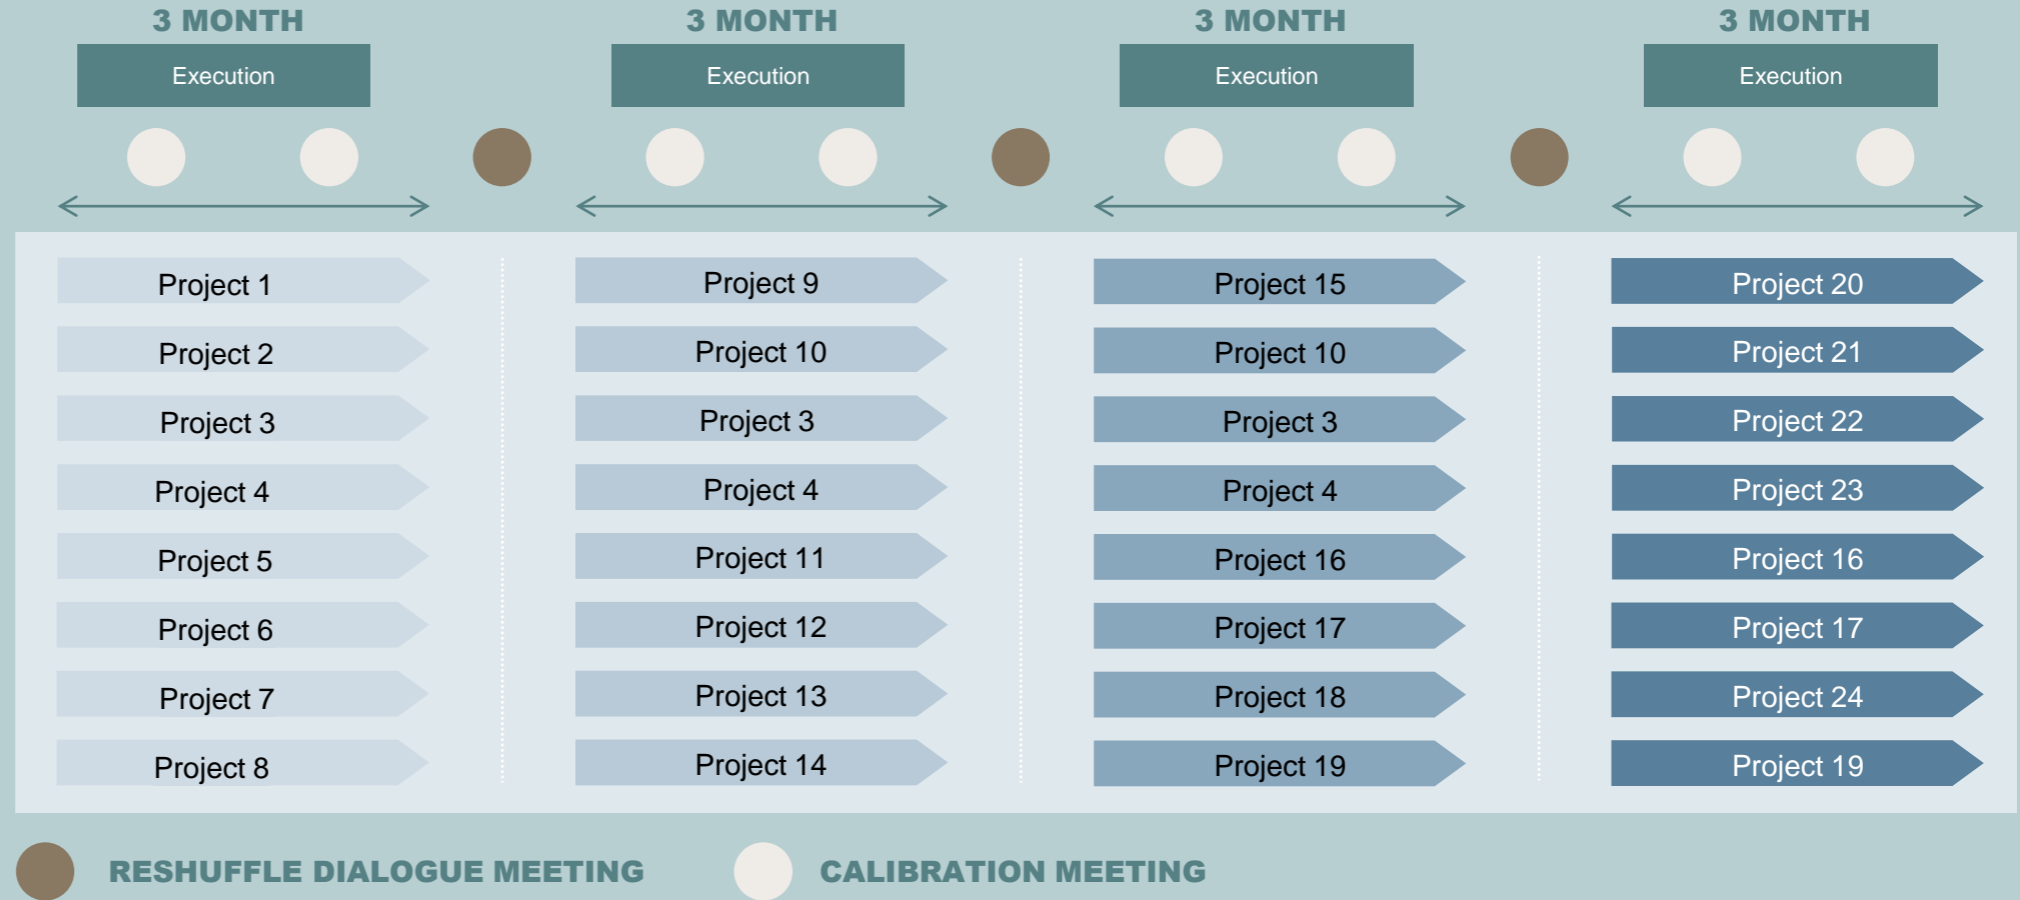 3 MONTH
3 MONTH
3 MONTH
3 MONTH
Execution
Execution
Execution
Execution
Project 1
Project 2
Project 3
Project 4
Project 5
Project 6
Project 7
Project 8
Project 9
Project 10
Project 3
Project 4
Project 11
Project 12
Project 13
Project 14
Project 15
Project 10
Project 3
Project 4
Project 16
Project 17
Project 18
Project 19
Project 20
Project 21
Project 22
Project 23
Project 16
Project 17
Project 24
Project 19
RESHUFFLE DIALOGUE MEETING
CALIBRATION MEETING